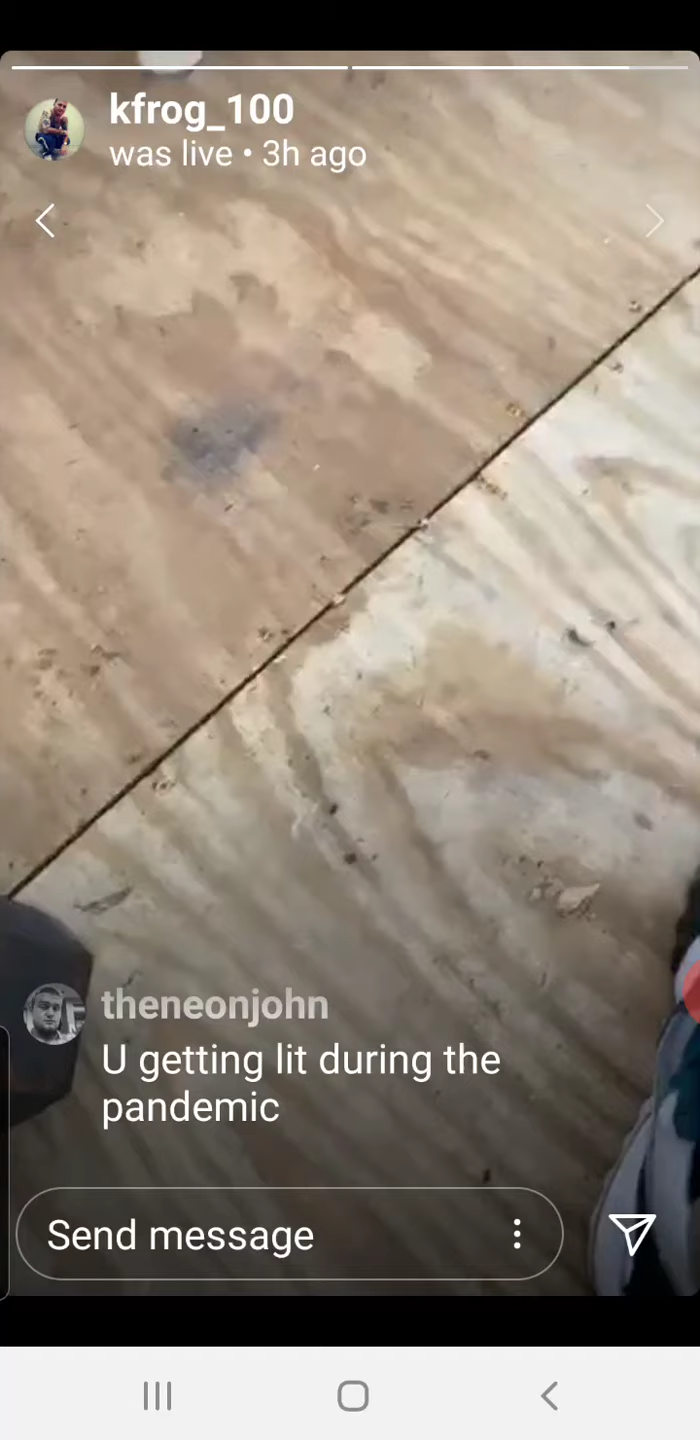 kfrog_100
was live • 3h ago
theneonjohn
U getting lit during the
pandemic
Send message